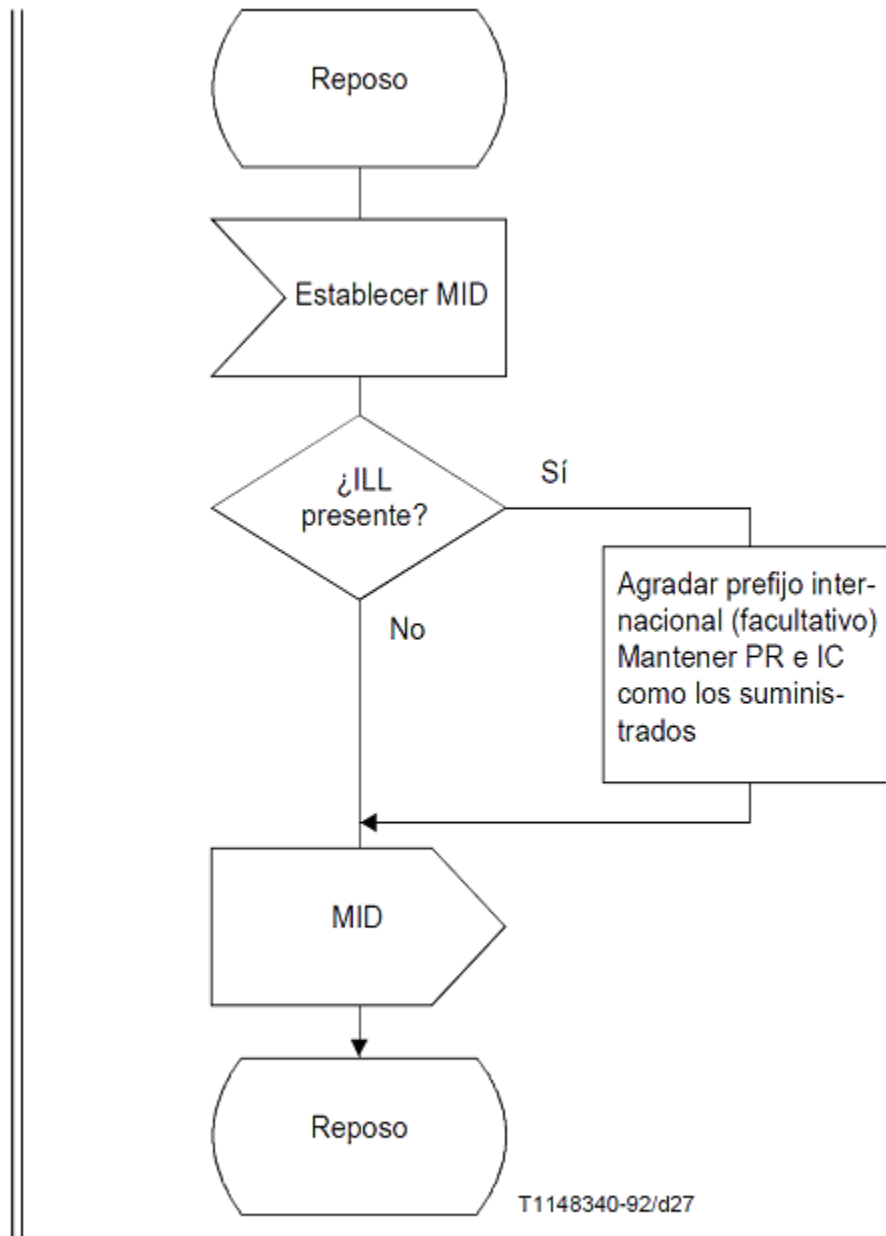 Reposo
Establecer MID
¿ILL
presente?
Sí
No
Agradar prefijo inter-
nacional (facultativo)
Mantener PR e IC
como los suminis-
trados
MID
Reposo
T1148340-92/d27